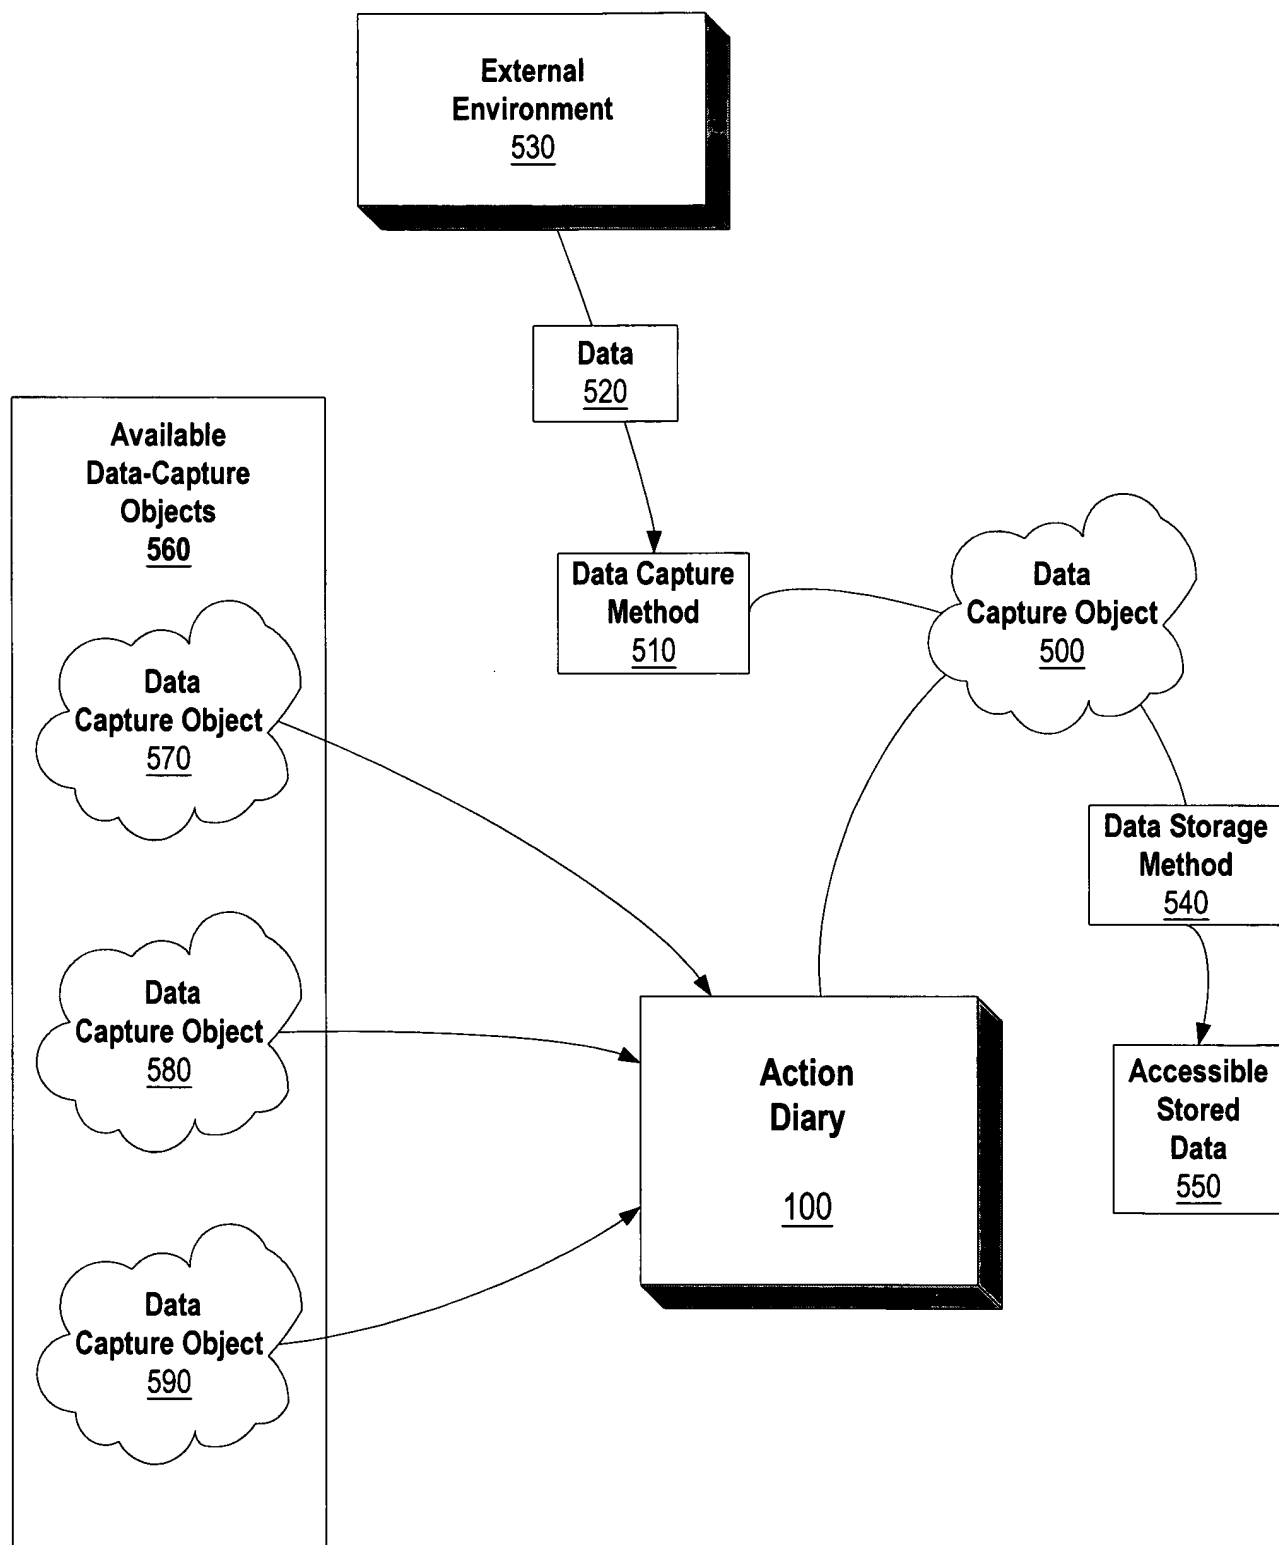 External
Environment
530
Data
520
Available
Data-Capture
Objects
560
Data Capture
Method
510
Data
Capture Object
500
Data
Capture Object
570
Data Storage
Method
540
Data
Capture Object
580
Action
Diary
100
Accessible
Stored
Data
550
Data
Capture Object
590